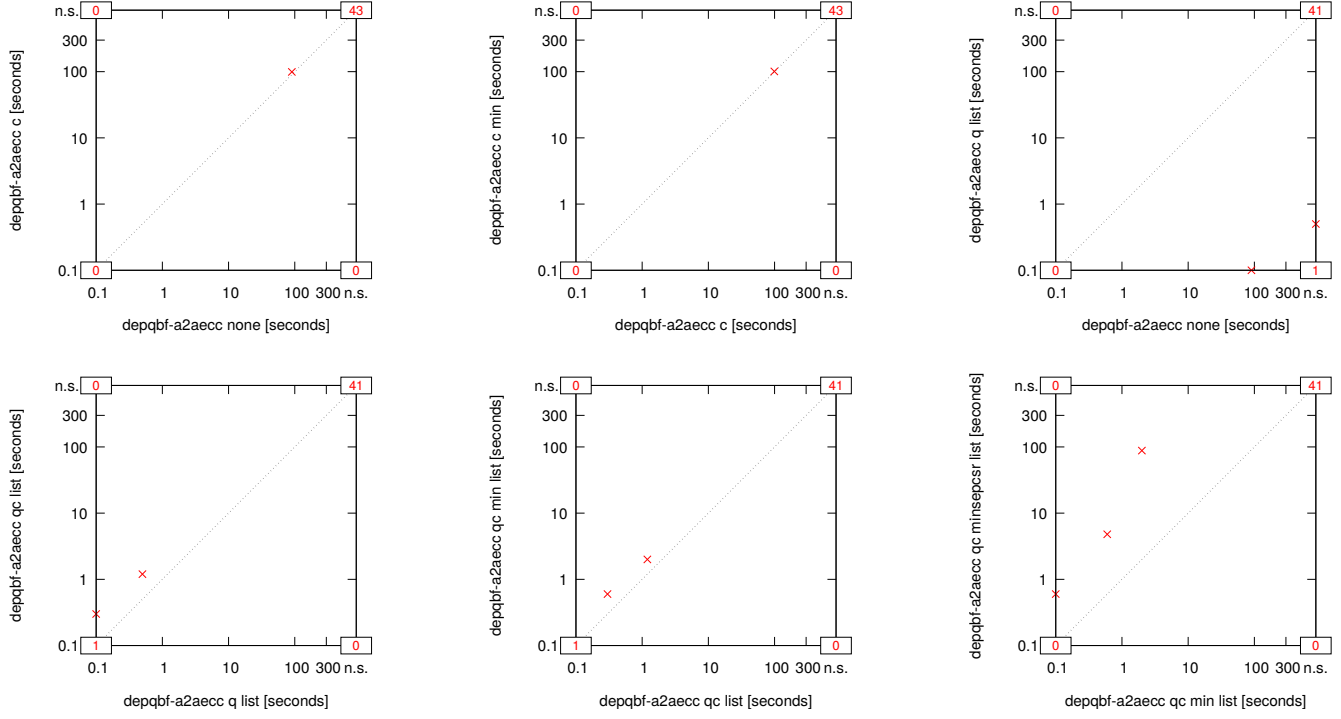 n.s. 0 43
300
100
10
1
0.1 0 0
0.1 1 10 100 300 n.s.
depqbf-a2aecc c [seconds]
depqbf-a2aecc none [seconds]
n.s. 0 43
300
100
10
1
0.1 0 0
0.1 1 10 100 300 n.s.
depqbf-a2aecc c min [seconds]
depqbf-a2aecc c [seconds]
n.s. 0 41
300
100
10
1
0.1 0 1
0.1 1 10 100 300 n.s.
depqbf-a2aecc q list [seconds]
depqbf-a2aecc none [seconds]
n.s. 0 41
300
100
10
1
0.1 1 0
0.1 1 10 100 300 n.s.
depqbf-a2aecc qc list [seconds]
depqbf-a2aecc q list [seconds]
n.s. 0 41
300
100
10
1
0.1 1 0
0.1 1 10 100 300 n.s.
depqbf-a2aecc qc min list [seconds]
depqbf-a2aecc qc list [seconds]
n.s. 0 41
300
100
10
1
0.1 0 0
0.1 1 10 100 300 n.s.
depqbf-a2aecc qc minsepcsr list [seconds]
depqbf-a2aecc qc min list [seconds]